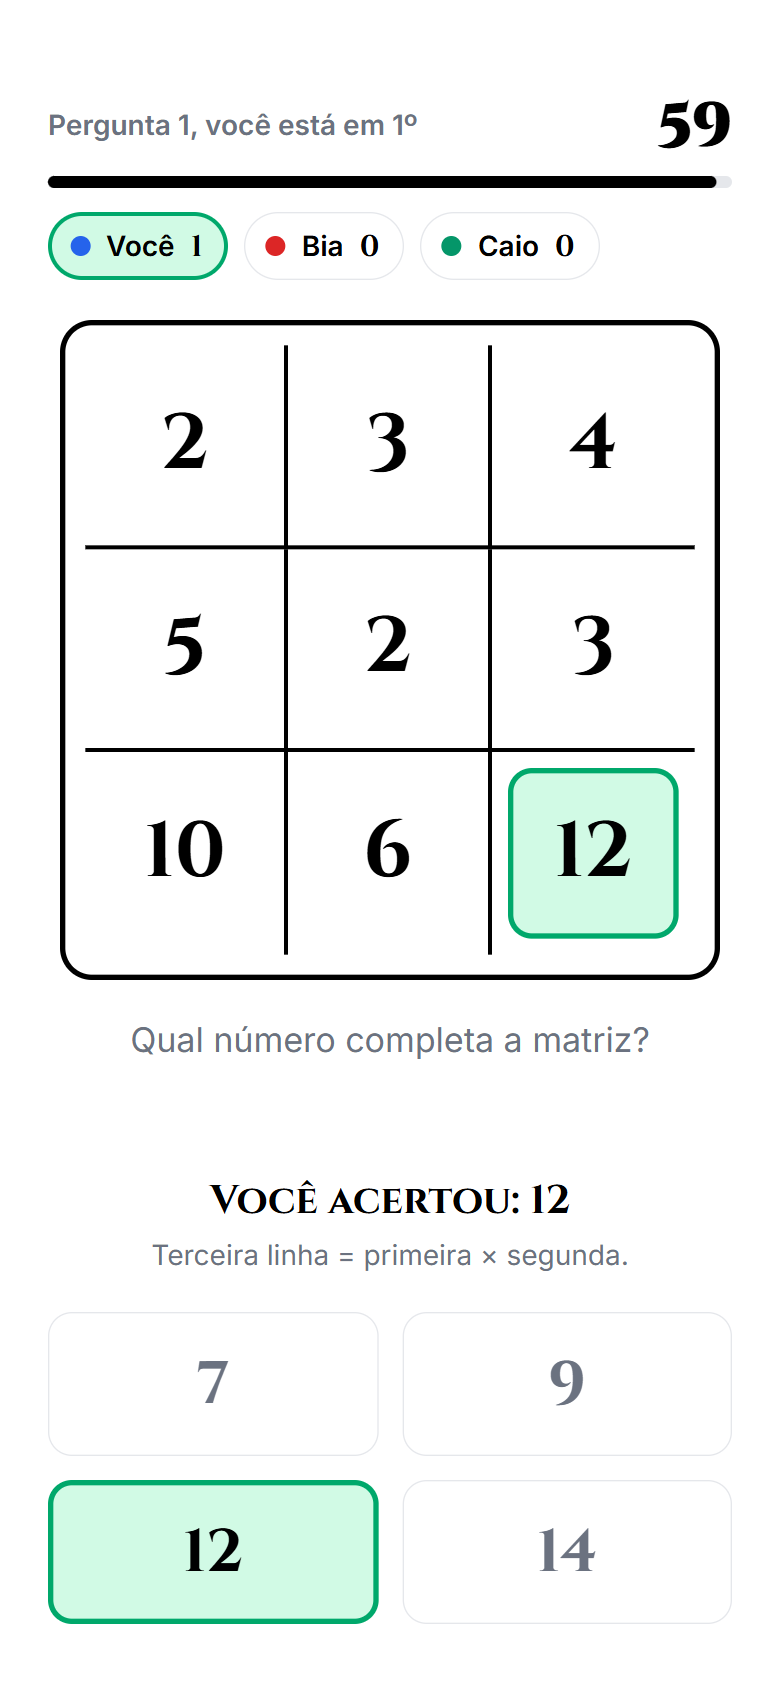 Pergunta 1, você está em 1º 59
Você 1 Bia 0 Caio 0
2 3 4
5 2 3
10 6 12
Qual número completa a matriz?
Você acertou: 12
Terceira linha = primeira × segunda.
7 9
12 14